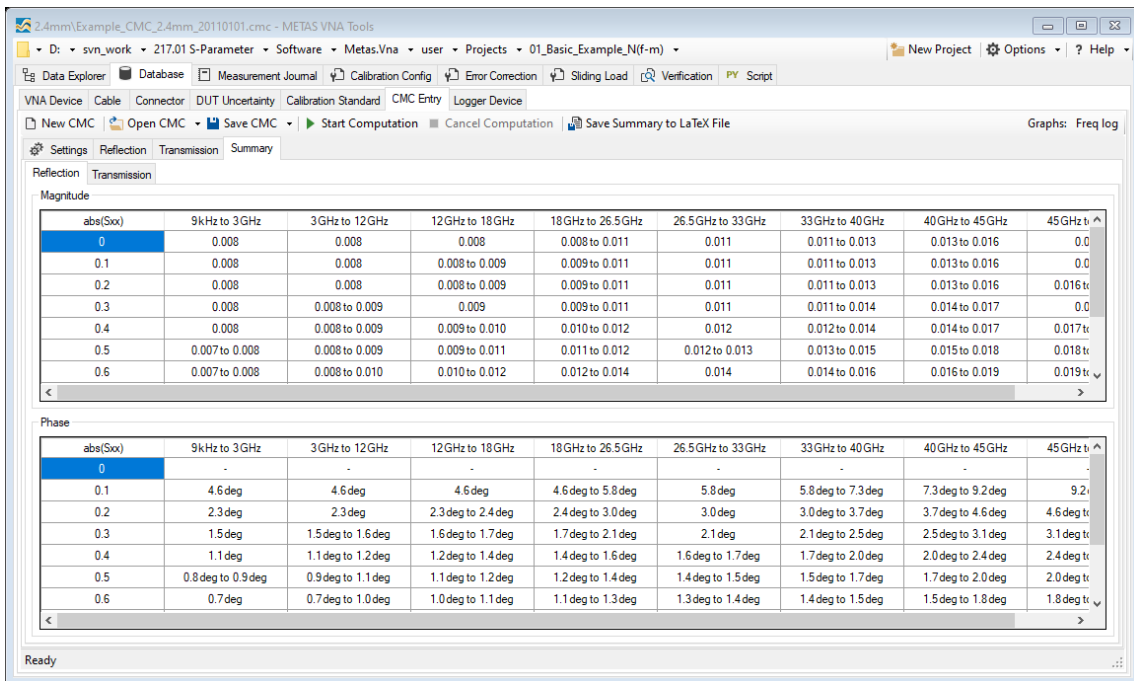 2.4mm\Example_CMC_2.4mm_20110101.cmc - METAS VNA Tools
D: svn_work 217.01 S-Parameter Software Metas.Vna user Projects 01_Basic_Example_N(f-m) New Project Options ? Help
Data Explorer Database Measurement Journal Calibration Config Error Correction Sliding Load Verification PY Script
VNA Device Cable Connector DUT Uncertainty Calibration Standard CMC Entry Logger Device
New CMC Open CMC Save CMC Start Computation Cancel Computation Save Summary to LaTeX File Graphs: Freq log
Settings Reflection Transmission Summary
Reflection Transmission
Magnitude
abs(Sxx) 9kHz to 3GHz 3GHz to 12GHz 12GHz to 18GHz 18GHz to 26.5GHz 26.5GHz to 33GHz 33GHz to 40GHz 40GHz to 45GHz 45GHz
0 0.008 0.008 0.008 0.008 to 0.011 0.011 0.011 to 0.013 0.013 to 0.016
0.1 0.008 0.008 0.008 to 0.009 0.009 to 0.011 0.011 0.011 to 0.013 0.013 to 0.016
0.2 0.008 0.008 0.008 to 0.009 0.009 to 0.011 0.011 0.011 to 0.013 0.013 to 0.016 0.016
0.3 0.008 0.008 to 0.009 0.009 0.009 to 0.011 0.011 0.011 to 0.014 0.014 to 0.017
0.4 0.008 0.008 to 0.009 0.009 to 0.010 0.010 to 0.012 0.012 0.012 to 0.014 0.014 to 0.017 0.017
0.5 0.007 to 0.008 0.008 to 0.009 0.009 to 0.011 0.011 to 0.012 0.012 to 0.013 0.013 to 0.015 0.015 to 0.018 0.018
0.6 0.007 to 0.008 0.008 to 0.010 0.010 to 0.012 0.012 to 0.014 0.014 0.014 to 0.016 0.016 to 0.019 0.019
Phase
abs(Sxx) 9kHz to 3GHz 3GHz to 12GHz 12GHz to 18GHz 18GHz to 26.5GHz 26.5GHz to 33GHz 33GHz to 40GHz 40GHz to 45GHz 45GHz
0 - - - - - - - -
0.1 4.6deg 4.6deg 4.6deg 4.6deg to 5.8deg 5.8deg 5.8deg to 7.3deg 7.3deg to 9.2deg 9.2
0.2 2.3deg 2.3deg 2.3deg to 2.4deg 2.4deg to 3.0deg 3.0deg 3.0deg to 3.7deg 3.7deg to 4.6deg 4.6deg
0.3 1.5deg 1.5deg to 1.6deg 1.6deg to 1.7deg 1.7deg to 2.1deg 2.1deg 2.1deg to 2.5deg 2.5deg to 3.1deg 3.1deg
0.4 1.1deg 1.1deg to 1.2deg 1.2deg to 1.4deg 1.4deg to 1.6deg 1.6deg to 1.7deg 1.7deg to 2.0deg 2.0deg to 2.4deg 2.4deg
0.5 0.8deg to 0.9deg 0.9deg to 1.1deg 1.1deg to 1.2deg 1.2deg to 1.4deg 1.4deg to 1.5deg 1.5deg to 1.7deg 1.7deg to 2.0deg 2.0deg
0.6 0.7deg 0.7deg to 1.0deg 1.0deg to 1.1deg 1.1deg to 1.3deg 1.3deg to 1.4deg 1.4deg to 1.5deg 1.5deg to 1.8deg 1.8deg
Ready